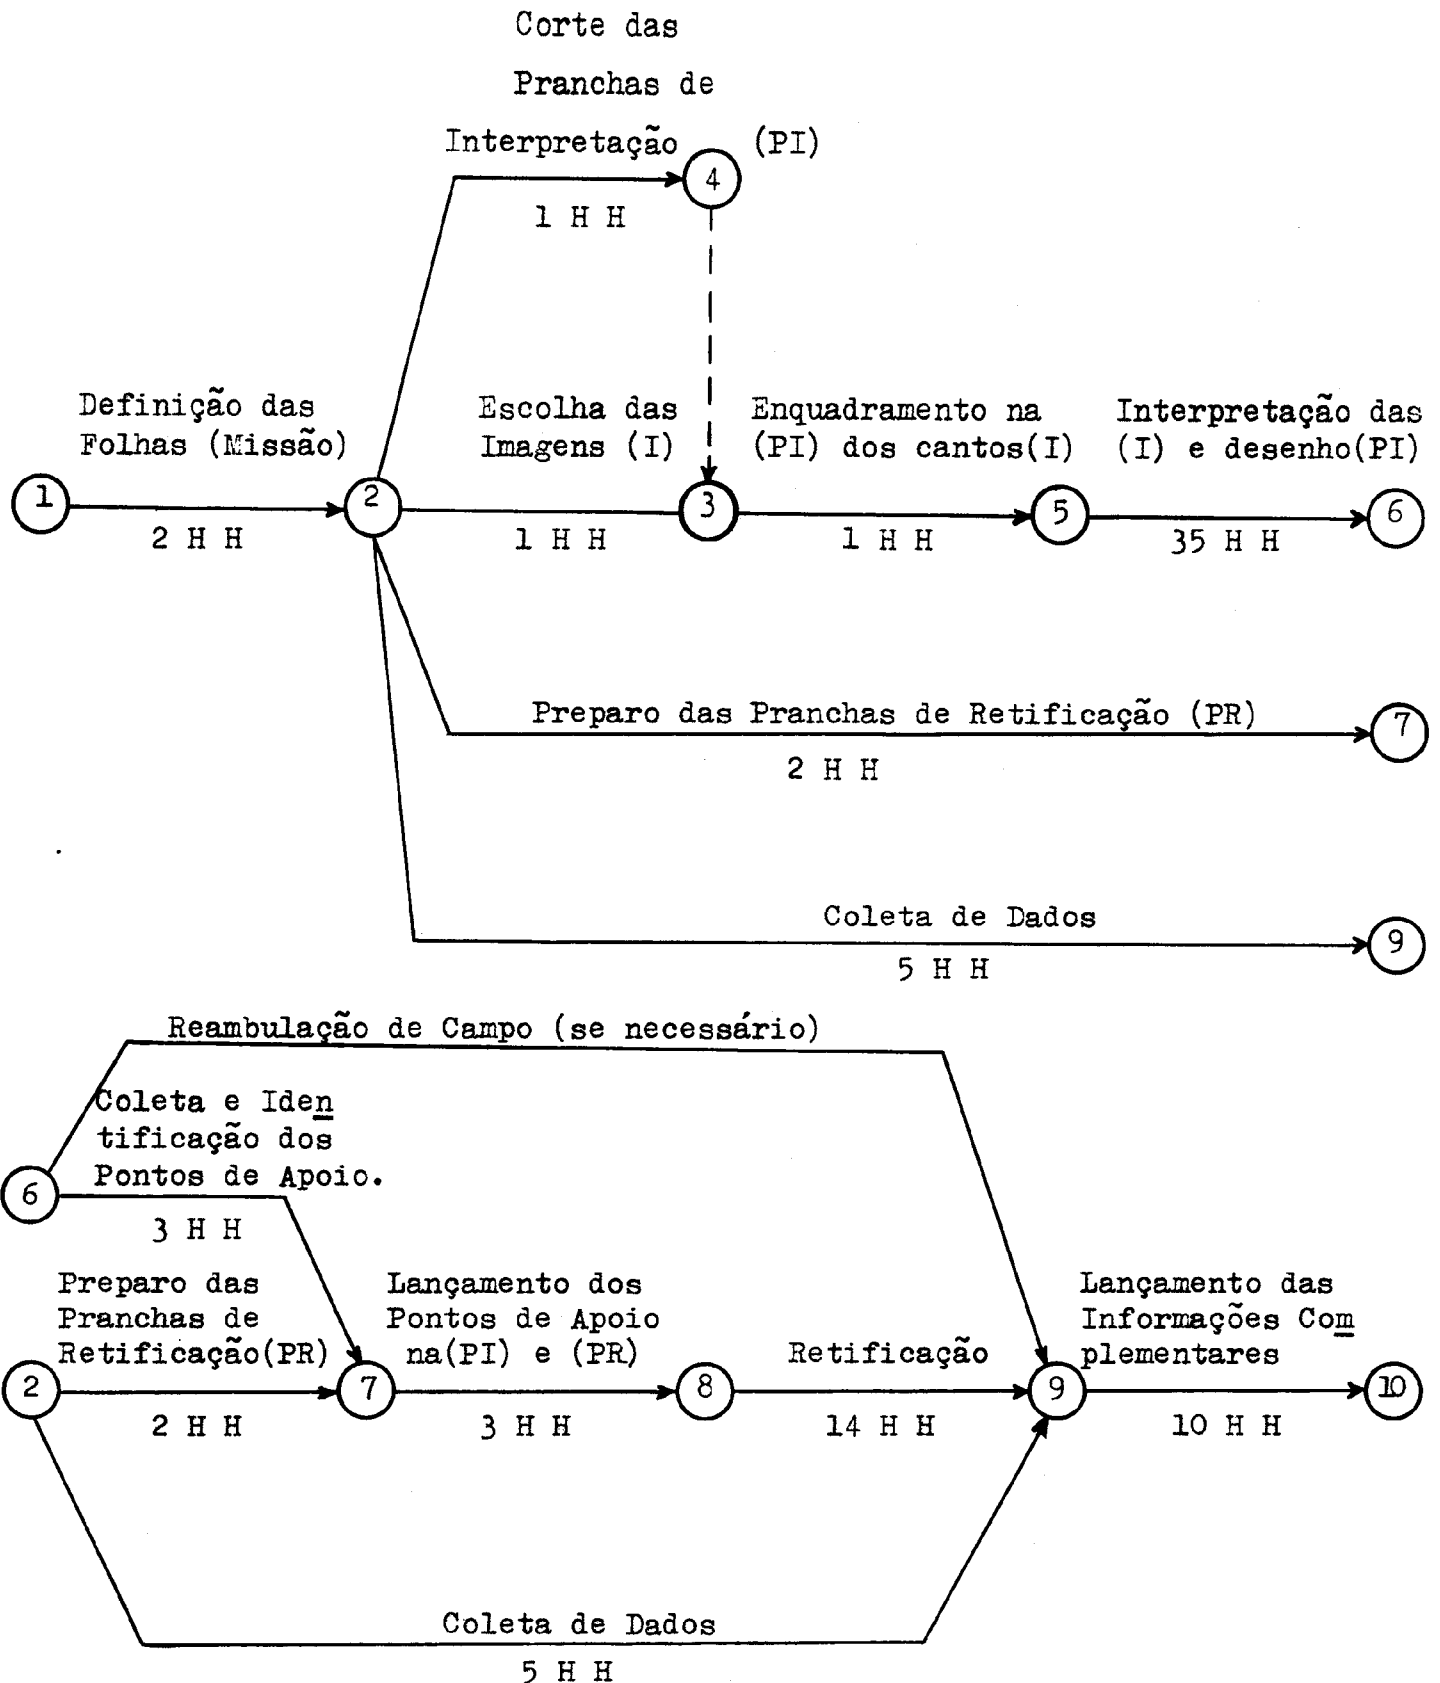 Corte das
Pranchas de
Interpretação (PI)
4
1 H H
Definição das
Folhas (Missão)
Escolha das
Imagens (I)
Enquadramento na
(PI) dos cantos(I)
Interpretação das
(I) e desenho(PI)
1
2
3
5
6
2 H H
1 H H
1 H H
35 H H
Preparo das Pranchas de Retificação (PR)
7
2 H H
Coleta de Dados
9
5 H H
Reambulação de Campo (se necessário)
Coleta e Iden
tificação dos
Pontos de Apoio.
6
3 H H
Preparo das
Pranchas de
Retificação(PR)
Lançamento dos
Pontos de Apoio
na(PI) e (PR)
Retificação
Lançamento das
Informações Com
plementares
2
7
8
9
10
2 H H
3 H H
14 H H
10 H H
Coleta de Dados
5 H H